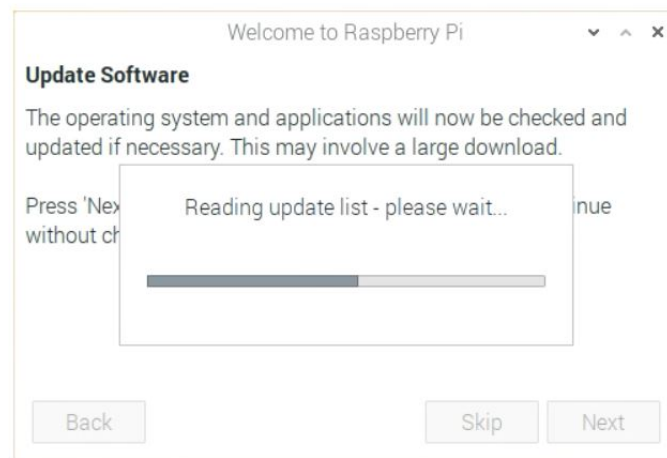 Welcome to Raspberry Pi
Update Software
The operating system and applications will now be checked and
updated if necessary. This may involve a large download.
Press 'Nex
Reading update list - please wait...
inue
without ch
Back
Skip
Next